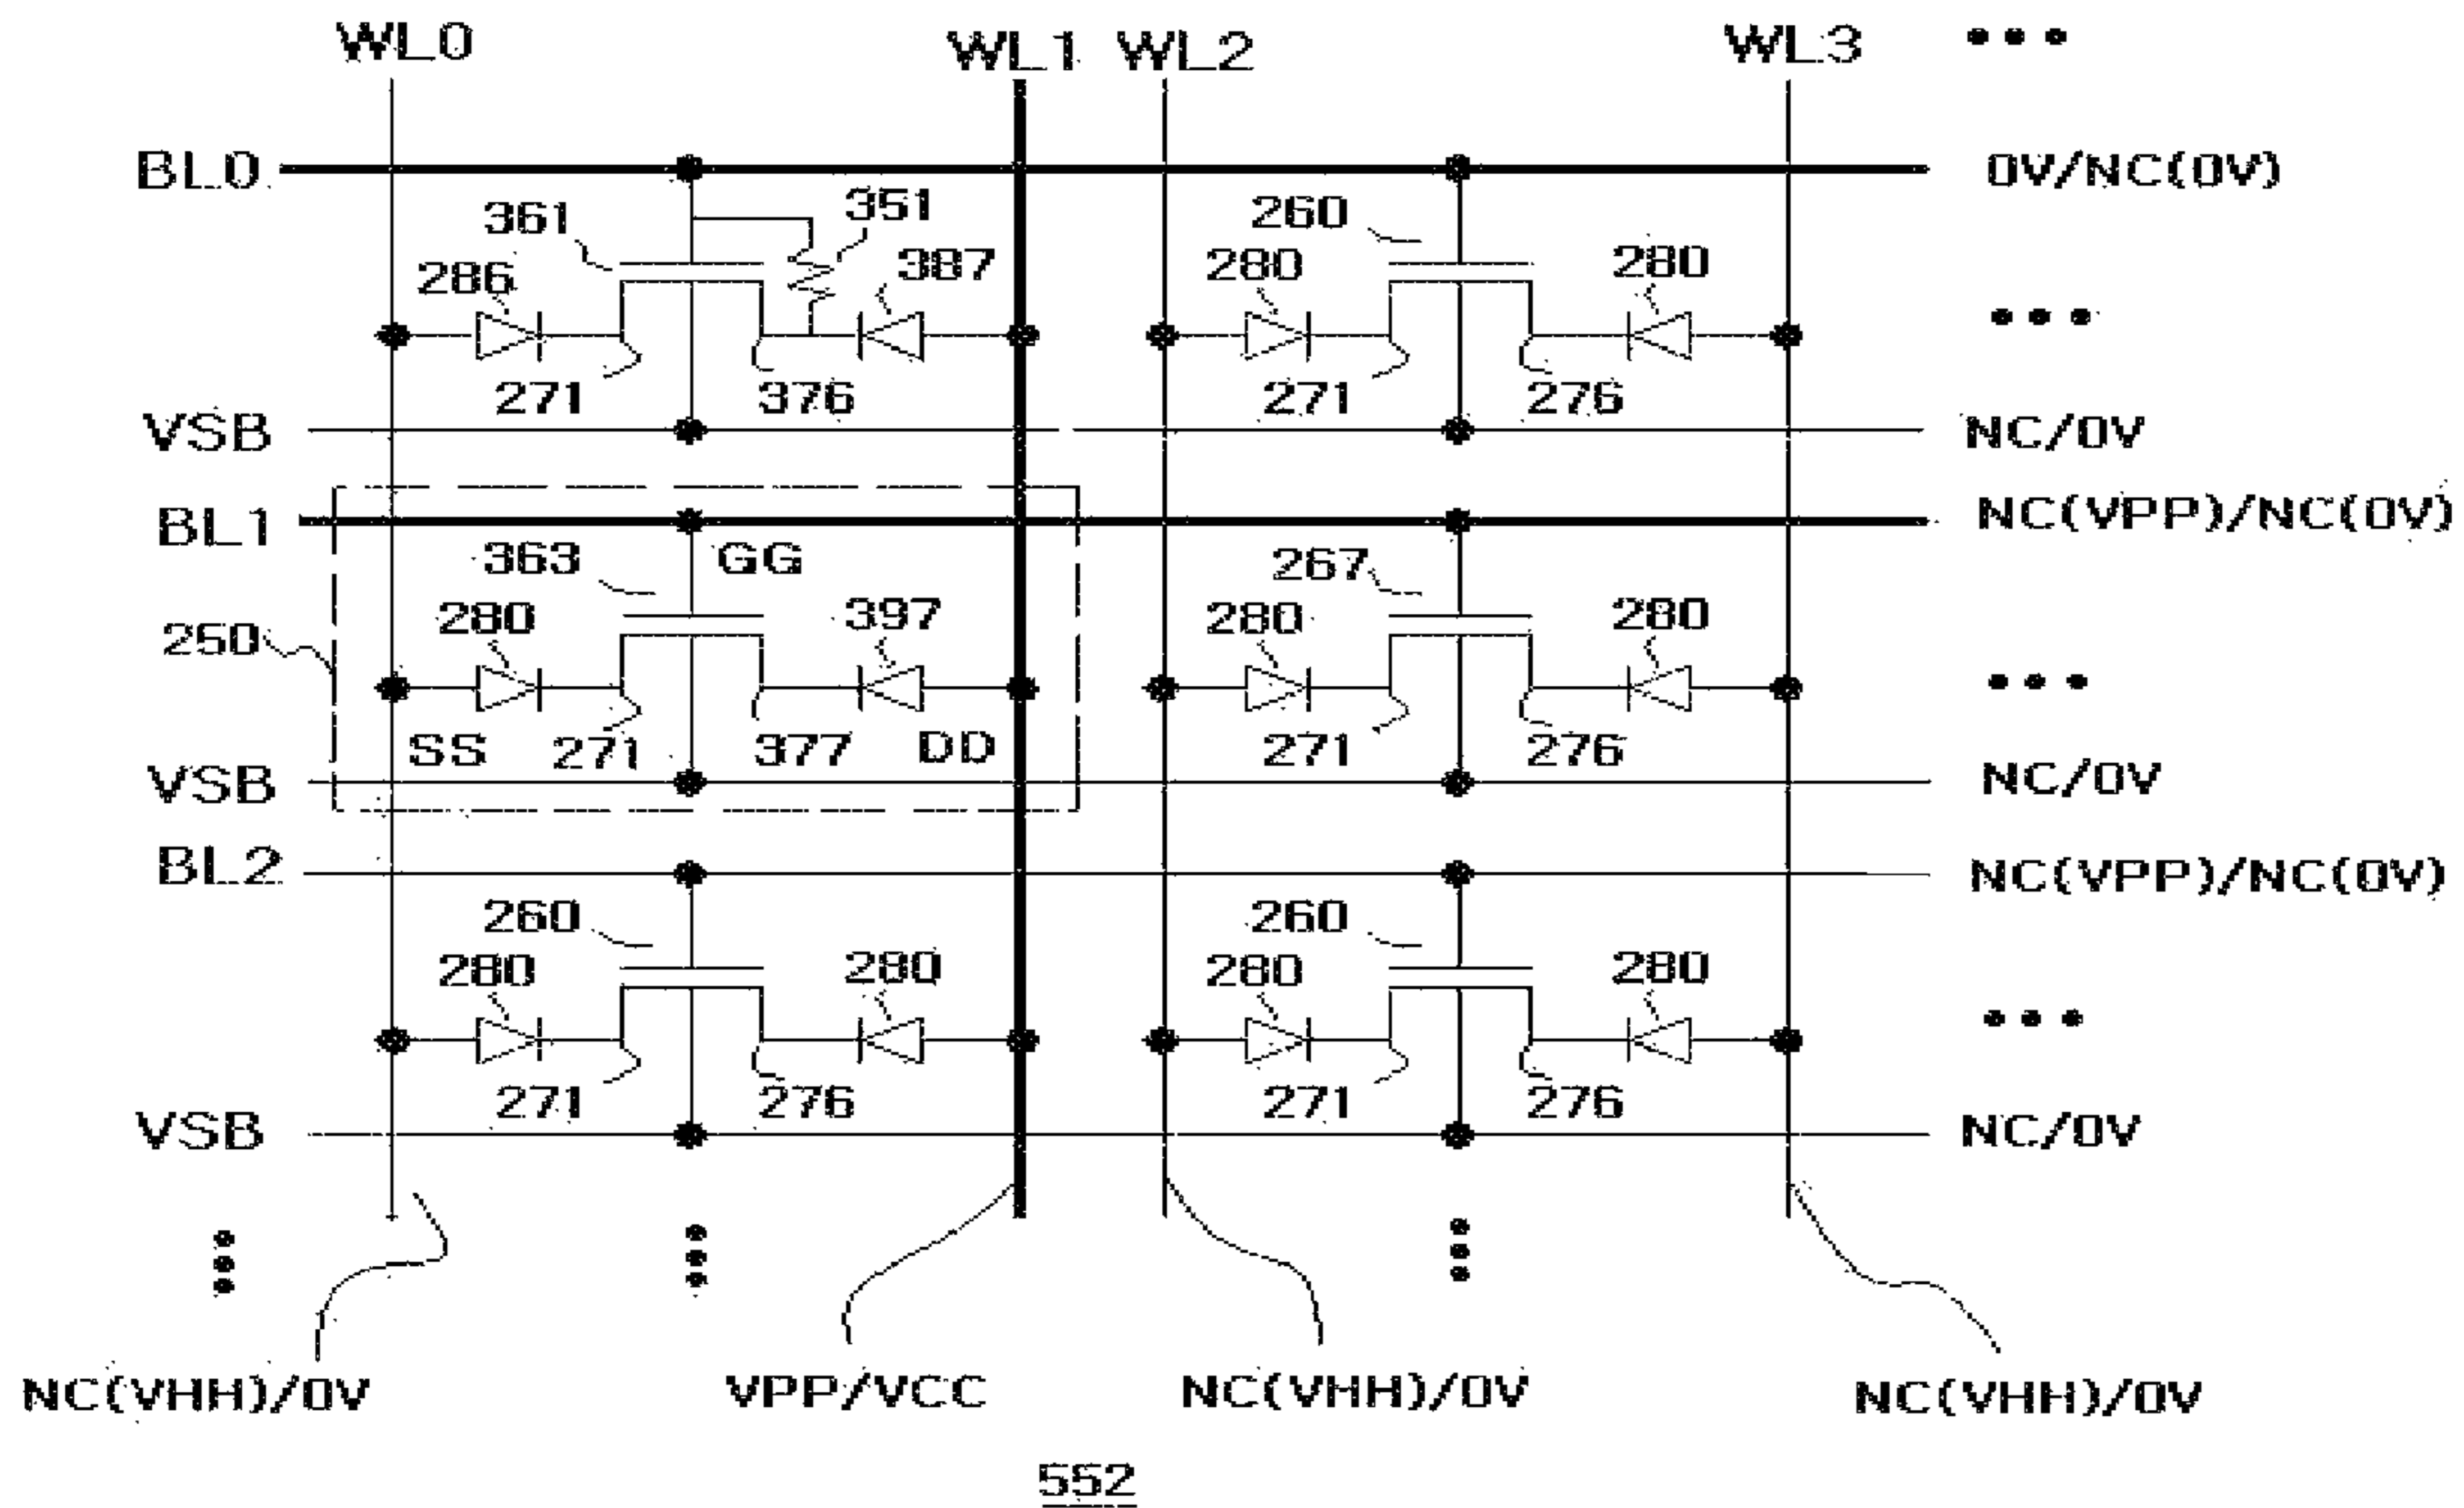 WL0 WL1 WL2 WL3 •••
BL0 0V/NC(0V)
361 351 260
286 387 280 280
•••
271 376 271 276
VSB NC/0V
BL1 NC(VPP)/NC(0V)
363 GG 267
280 397 280 280
250
•••
SS 271 377 DD 271 276
VSB NC/0V
BL2 NC(VPP)/NC(0V)
260 260
280 280 280 280
•••
271 276 271 276
VSB NC/0V
NC(VHH)/0V VPP/VCC NC(VHH)/0V NC(VHH)/0V
552